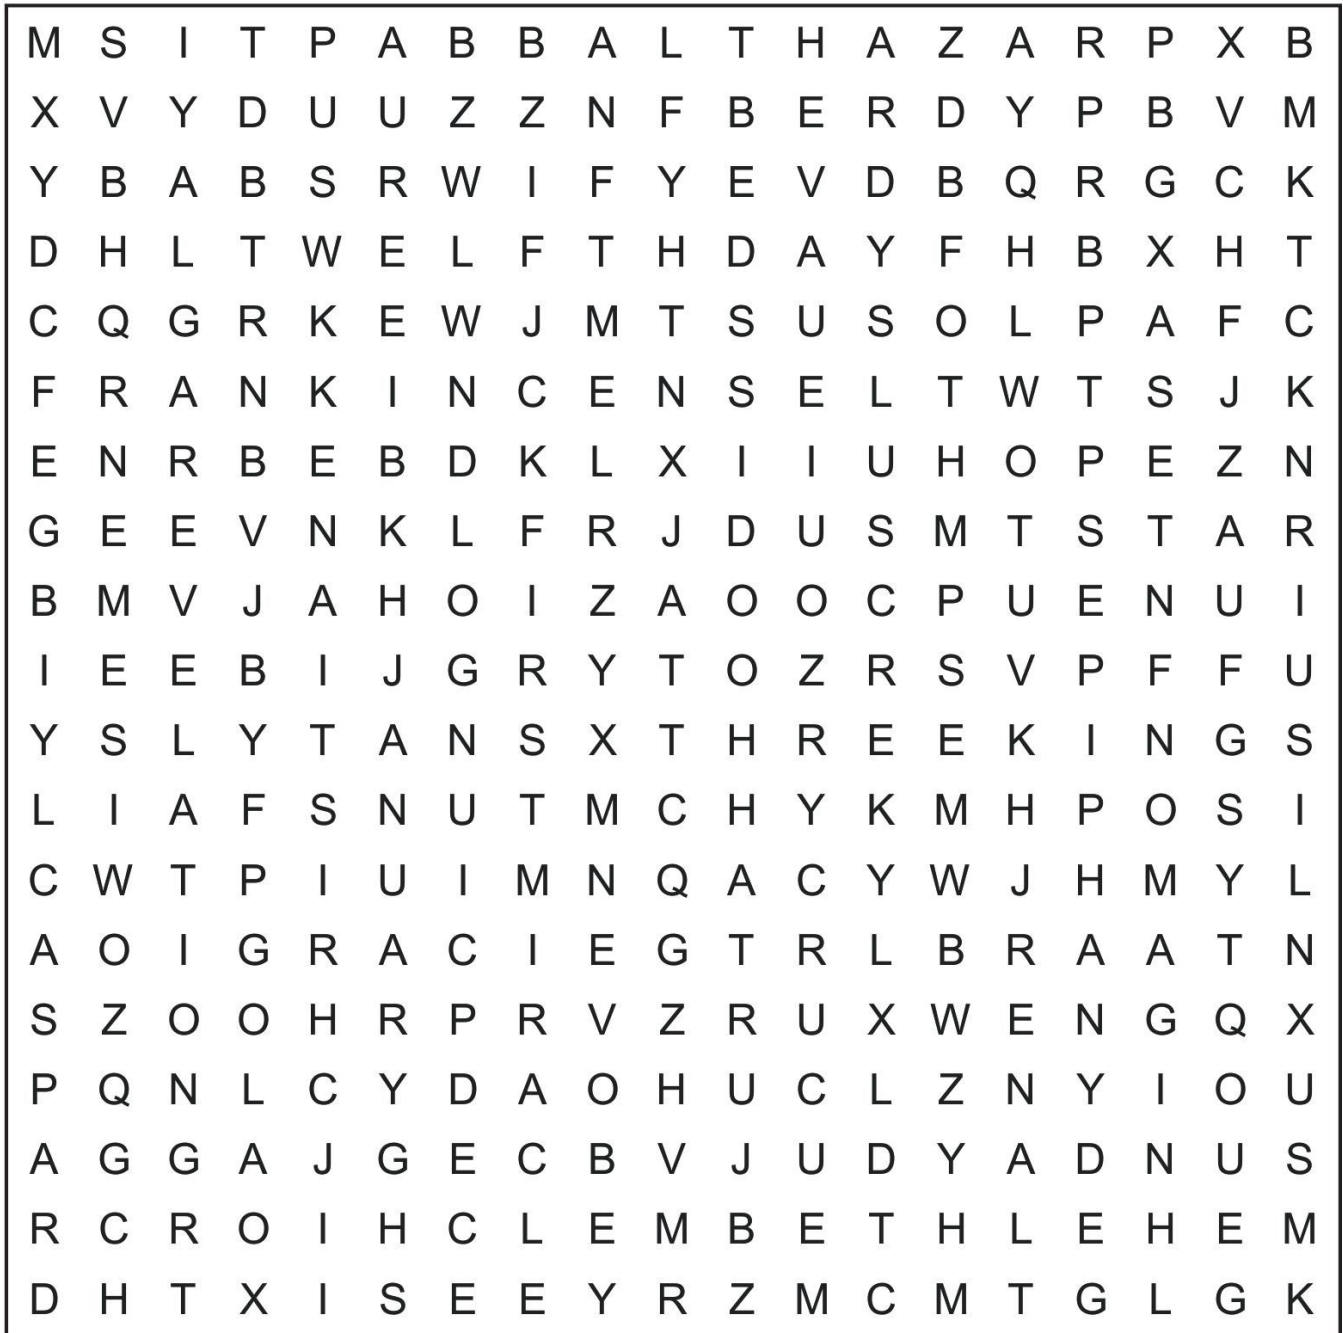 M S I T P A B B A L T H A Z A R P X B
X V Y D U U Z Z N F B E R D Y P B V M
Y B A B S R W I F Y E V D B Q R G C K
D H L T W E L F T H D A Y F H B X H T
C Q G R K E W J M T S U S O L P A F C
F R A N K I N C E N S E L T W T S J K
E N R B E B D K L X I I U H O P E Z N
G E E V N K L F R J D U S M T S T A R
B M V J A H O I Z A O O C P U E N U I
I E E B I J G R Y T O Z R S V P F F U
Y S L Y T A N S X T H R E E K I N G S
L I A F S N U T M C H Y K M H P O S I
C W T P I U I M N Q A C Y W J H M Y L
A O I G R A C I E G T R L B R A A T N
S Z O O H R P R V Z R U X W E N G Q X
P Q N L C Y D A O H U C L Z N Y I O U
A G G A J G E C B V J U D Y A D N U S
R C R O I H C L E M B E T H L E H E M
D H T X I S E E Y R Z M C M T G L G K